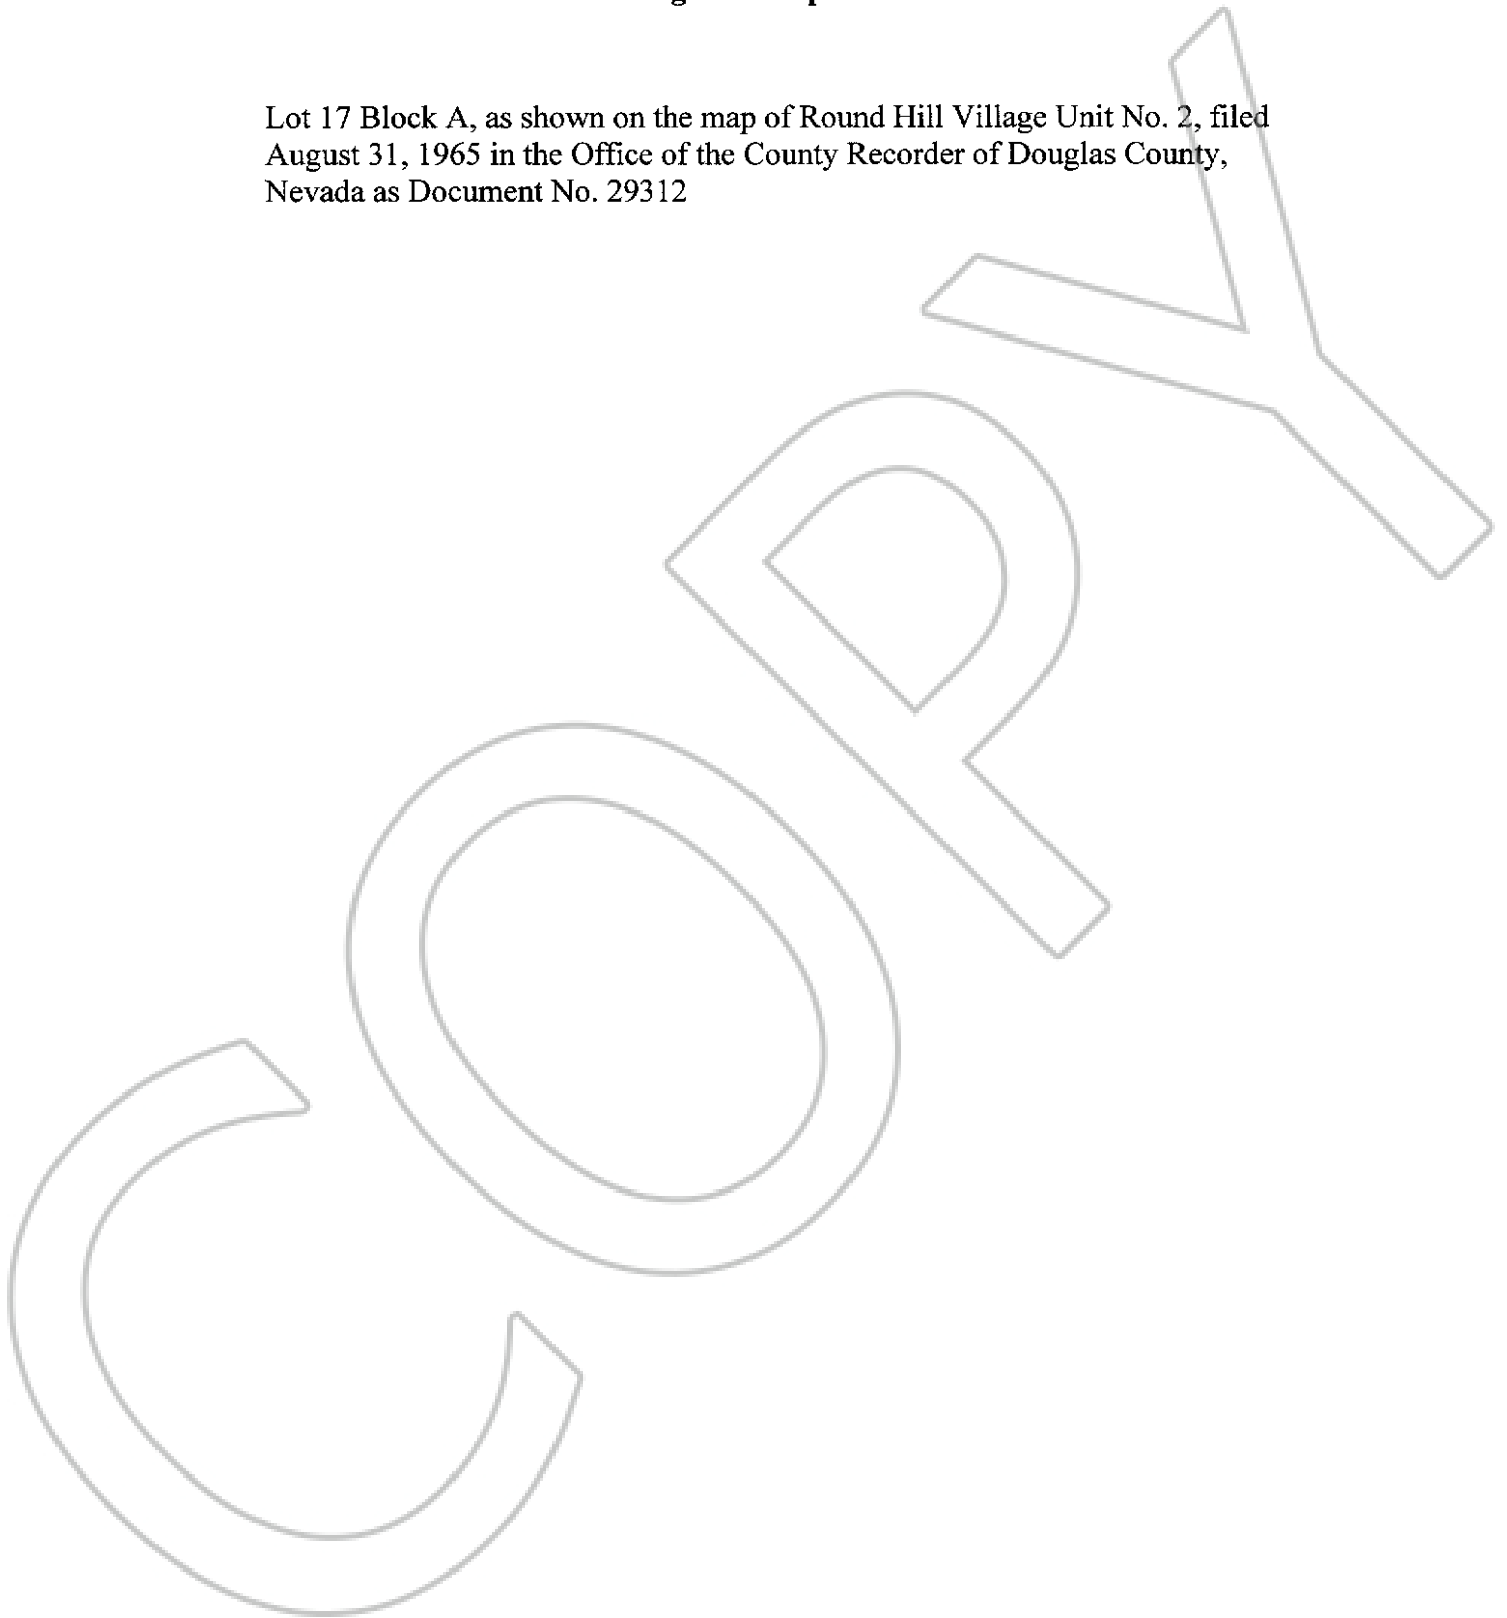 Lot 17 Block A, as shown on the map of Round Hill Village Unit No. 2, filed
August 31, 1965 in the Office of the County Recorder of Douglas County,
Nevada as Document No. 29312
COPY